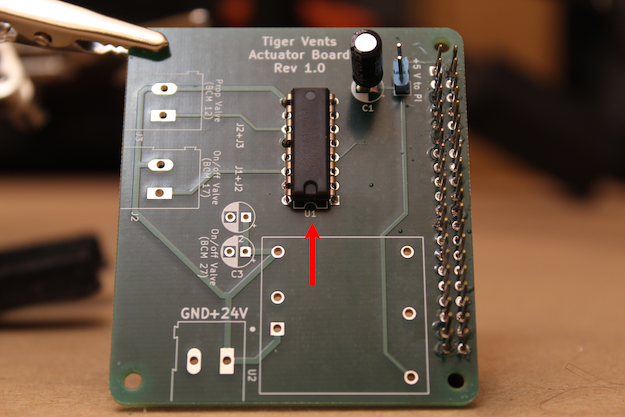 Tiger Vents
Actuator Board
Rev 1.0
+5 V to PI
C1
Prop Valve
(BCM 12)
J3
J2+J3
On/off Valve
(BCM 17)
J1+J2
J2
U1
On/off Valve
(BCM 27)
C3
GND+24V
U2